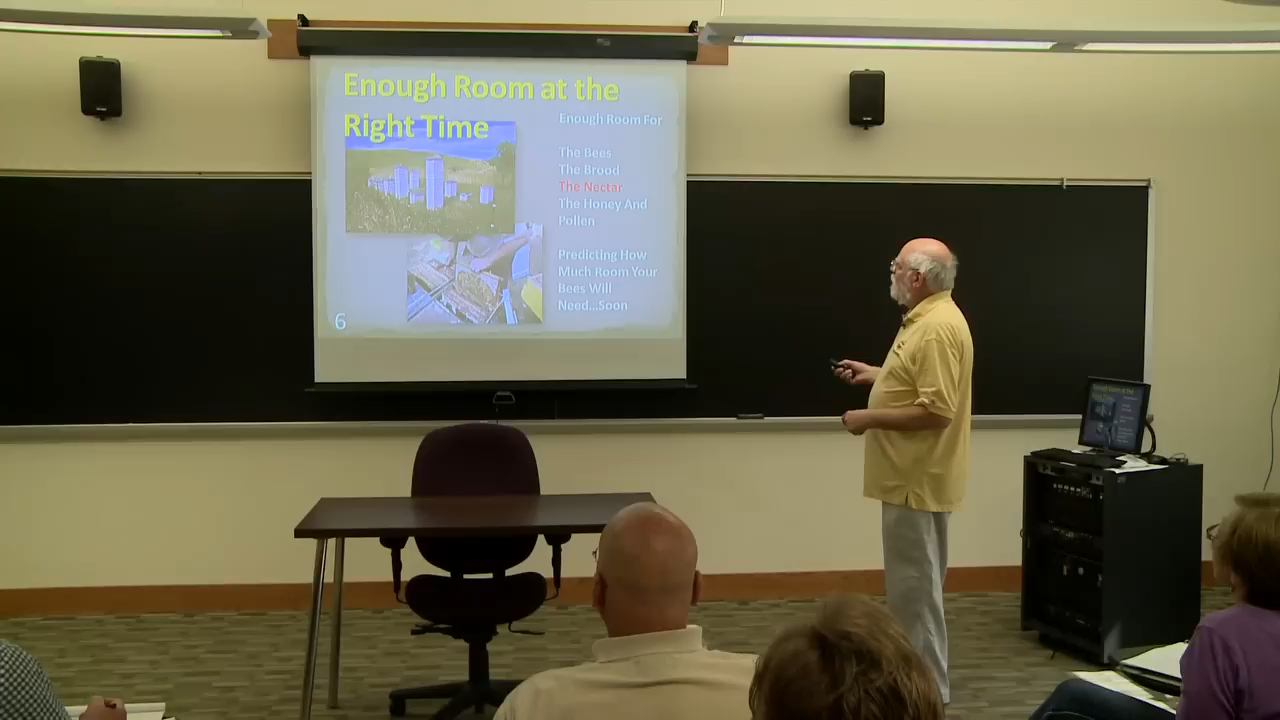 Enough Room at the
Right Time
Enough Room For
The Bees
The Brood
The Nectar
The Honey And
Pollen
Predicting How
Much Room Your
Bees Will
Need...Soon
6